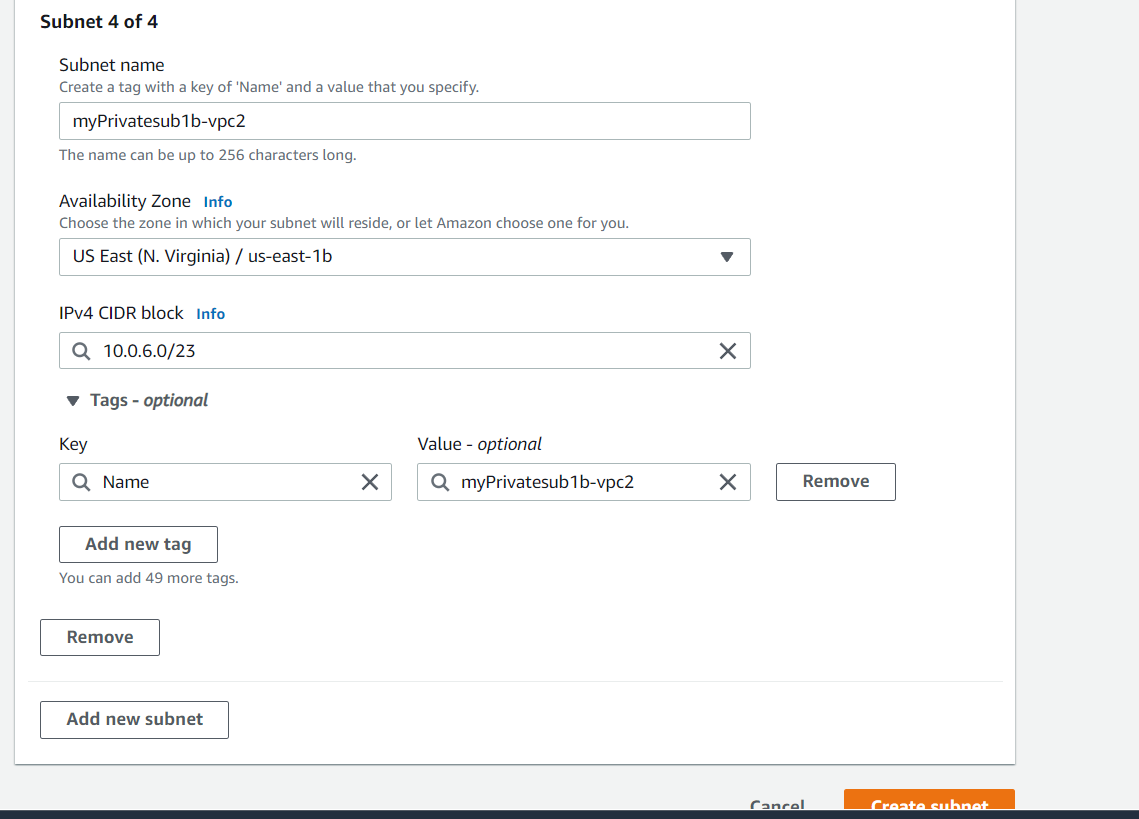 Subnet 4 of 4
Subnet name
Create a tag with a key of 'Name' and a value that you specify.
myPrivatesub1b-vpc2
The name can be up to 256 characters long.
Availability Zone Info
Choose the zone in which your subnet will reside, or let Amazon choose one for you.
US East (N. Virginia) / us-east-1b
IPv4 CIDR block Info
10.0.6.0/23
Tags - optional
Key Value - optional
Name myPrivatesub1b-vpc2 Remove
Add new tag
You can add 49 more tags.
Remove
Add new subnet
Cancel Create subnet